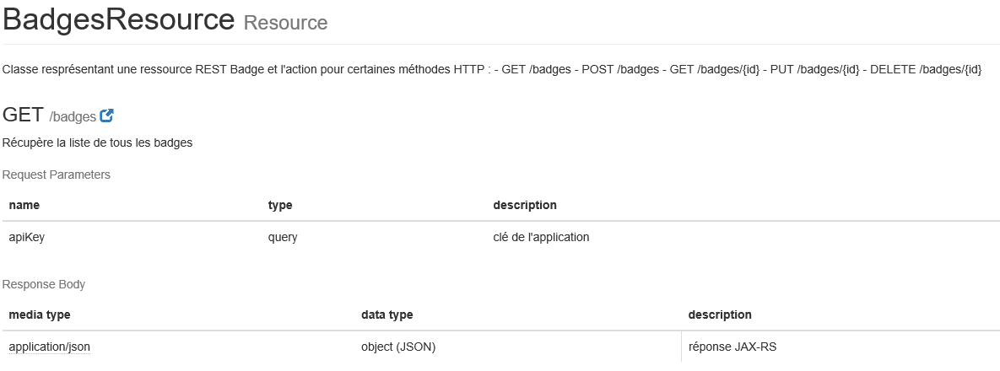 BadgesResource Resource
Classe resprésentant une ressource REST Badge et l'action pour certaines méthodes HTTP : - GET /badges - POST /badges - GET /badges/{id} - PUT /badges/{id} - DELETE /badges/{id}
GET /badges
Récupère la liste de tous les badges
Request Parameters
name type description
apiKey query clé de l'application
Response Body
media type data type description
application/json object (JSON) réponse JAX-RS